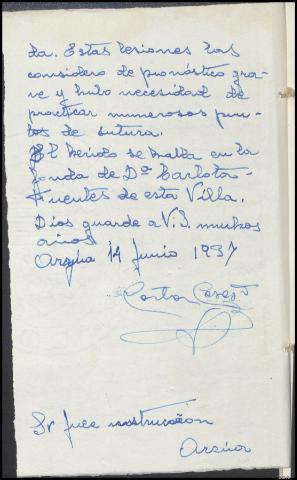 da. Estas lesiones las
considero de pronóstico gra-
ve y hubo necesidad de
practicar numerosos pun-
tos de sutura.
El herido se halla en la
fonda de Dª Carlota
Fuentes de esta Villa.
Dios guarde a V.S. muchos
años
Arzúa 14 Junio 1937
Sr Juez instrucción
Arzúa